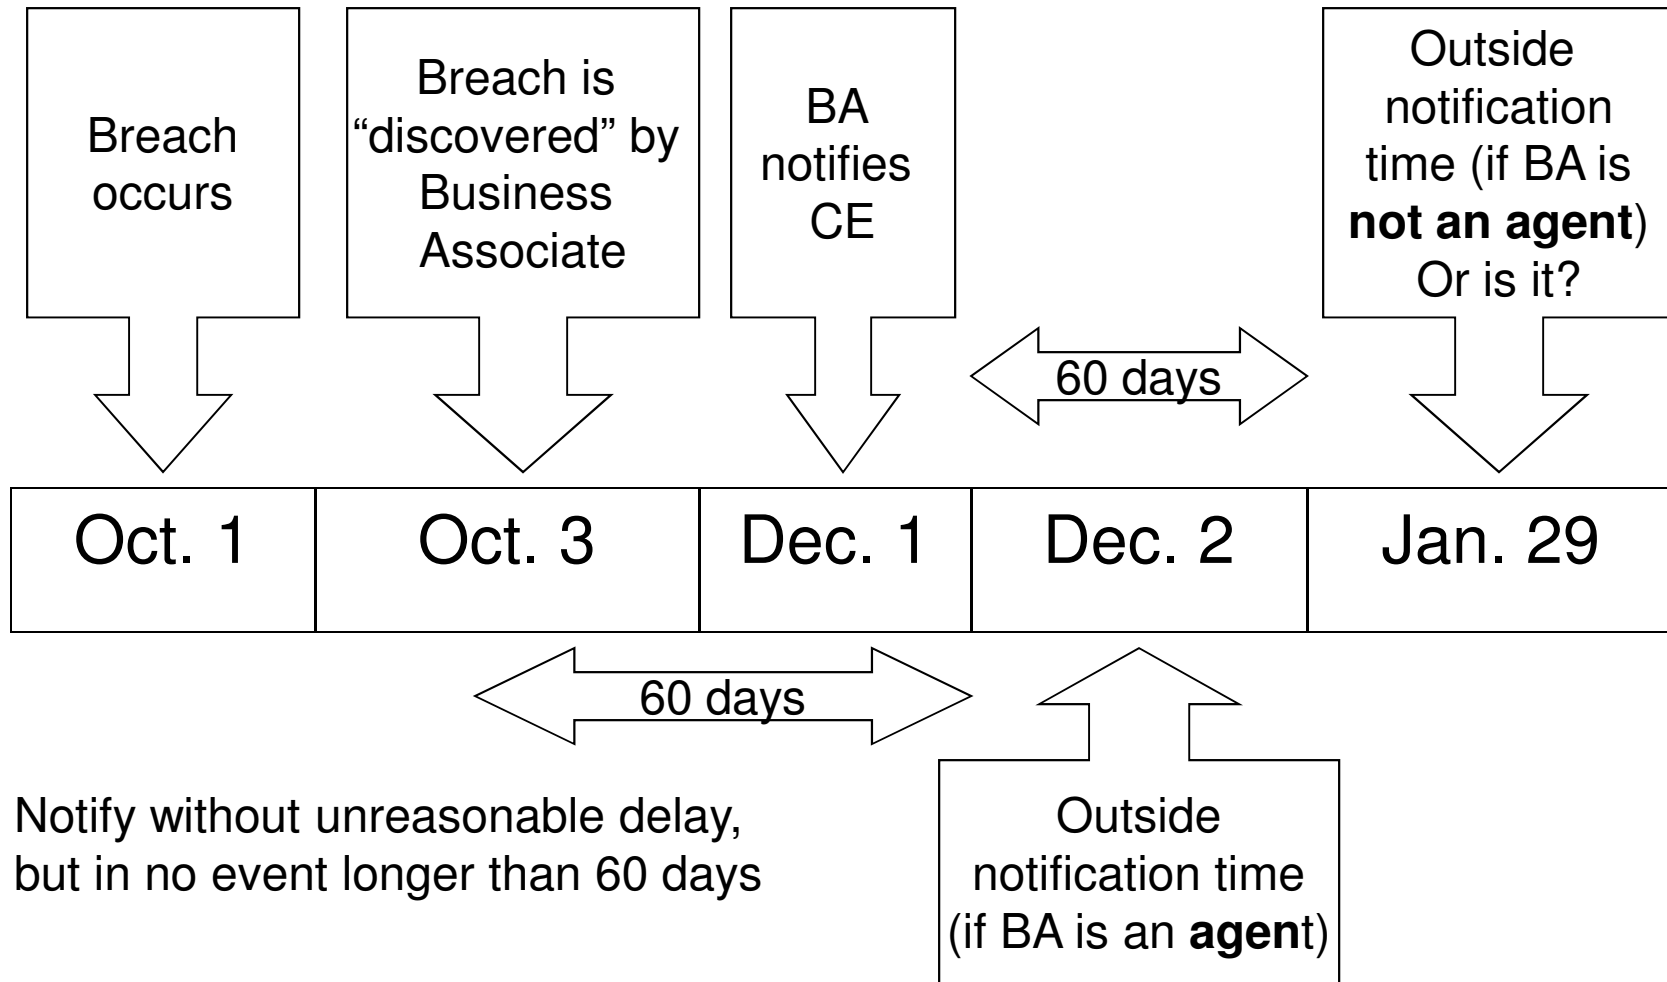 Breach
occurs
Breach is
“discovered” by
Business
Associate
BA
notifies
CE
Outside
notification
time (if BA is
not an agent)
Or is it?
60 days
Oct. 1
Oct. 3
Dec. 1
Dec. 2
Jan. 29
60 days
Notify without unreasonable delay,
but in no event longer than 60 days
Outside
notification time
(if BA is an agent)